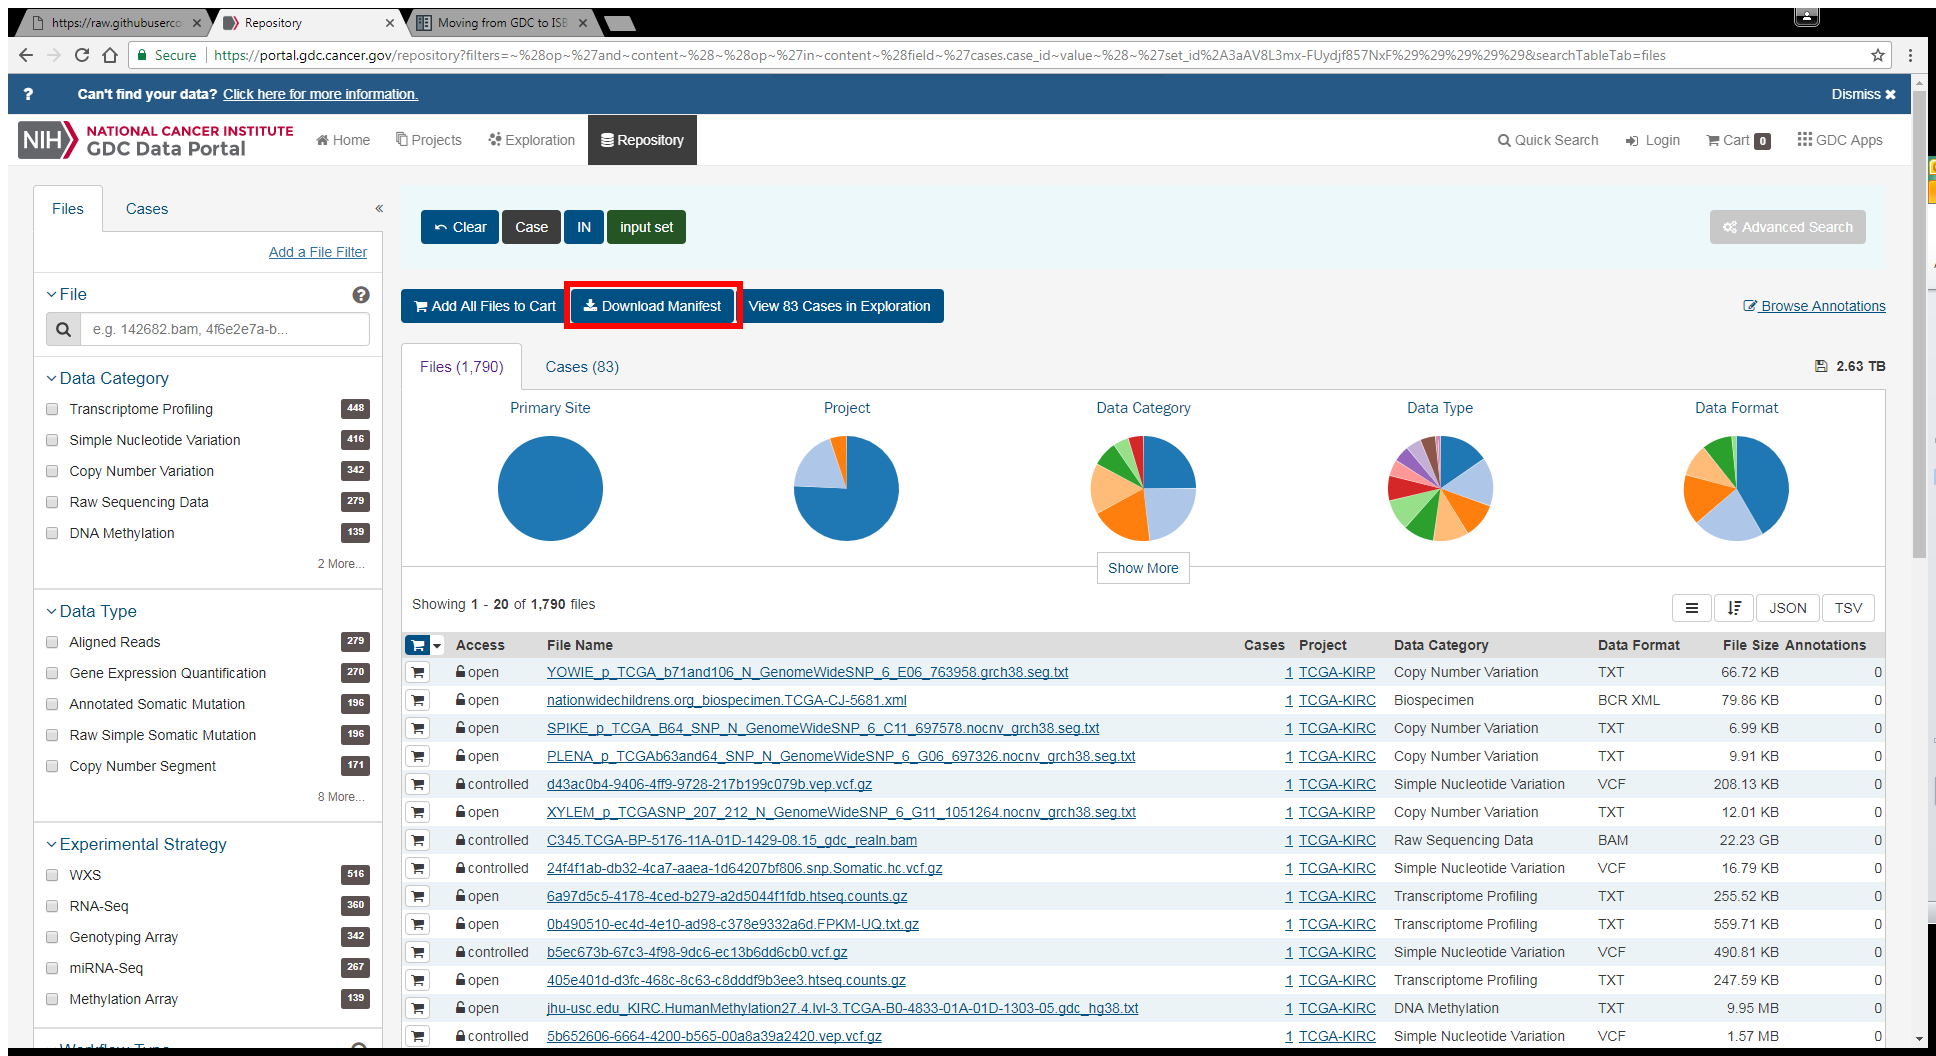 https://raw.githubuserco
Repository
Moving from GDC to ISB
Secure
https://portal.gdc.cancer.gov/repository?filters=~%28op~%27and~content~%28~%28op~%27in~content~%28field~%27cases.case_id~value~%28~%27set_id%2A3aAV8L3mx-FUydjf857NxF%29%29%29%29%29&searchTableTab=files
? Can't find your data? Click here for more information.
Dismiss
NIH NATIONAL CANCER INSTITUTE
GDC Data Portal
Home Projects Exploration Repository
Quick Search Login Cart 0 GDC Apps
Files Cases «
Clear Case IN input set
Advanced Search
Add a File Filter
File ?
e.g. 142682.bam, 4f6e2e7a-b...
Add All Files to Cart Download Manifest View 83 Cases in Exploration
Browse Annotations
Data Category
Transcriptome Profiling 448
Simple Nucleotide Variation 416
Copy Number Variation 342
Raw Sequencing Data 279
DNA Methylation 139
2 More...
Data Type
Aligned Reads 279
Gene Expression Quantification 270
Annotated Somatic Mutation 196
Raw Simple Somatic Mutation 196
Copy Number Segment 171
8 More...
Experimental Strategy
WXS 516
RNA-Seq 360
Genotyping Array 342
miRNA-Seq 267
Methylation Array 139
Files (1,790) Cases (83)
2.63 TB
Primary Site Project Data Category Data Type Data Format
Show More
Showing 1 - 20 of 1,790 files
JSON TSV
Access File Name Cases Project Data Category Data Format File Size Annotations
open YOWIE_p_TCGA_b71and106_N_GenomeWideSNP_6_E06_763958.grch38.seg.txt 1 TCGA-KIRP Copy Number Variation TXT 66.72 KB 0
open nationwidechildrens.org_biospecimen.TCGA-CJ-5681.xml 1 TCGA-KIRC Biospecimen BCR XML 79.86 KB 0
open SPIKE_p_TCGA_B64_SNP_N_GenomeWideSNP_6_C11_697578.nocnv_grch38.seg.txt 1 TCGA-KIRC Copy Number Variation TXT 6.99 KB 0
open PLENA_p_TCGAb63and64_SNP_N_GenomeWideSNP_6_G06_697326.nocnv_grch38.seg.txt 1 TCGA-KIRC Copy Number Variation TXT 9.91 KB 0
controlled d43ac0b4-9406-4ff9-9728-217b199c079b.vep.vcf.gz 1 TCGA-KIRC Simple Nucleotide Variation VCF 208.13 KB 0
open XYLEM_p_TCGASNP_207_212_N_GenomeWideSNP_6_G11_1051264.nocnv_grch38.seg.txt 1 TCGA-KIRP Copy Number Variation TXT 12.01 KB 0
controlled C345.TCGA-BP-5176-11A-01D-1429-08.15_gdc_realn.bam 1 TCGA-KIRC Raw Sequencing Data BAM 22.23 GB 0
controlled 24f4f1ab-db32-4ca7-aaea-1d64207bf806.snp.Somatic.hc.vcf.gz 1 TCGA-KIRC Simple Nucleotide Variation VCF 16.79 KB 0
open 6a97d5c5-4178-4ced-b279-a2d5044f1fdb.htseq.counts.gz 1 TCGA-KIRC Transcriptome Profiling TXT 255.52 KB 0
open 0b490510-ec4d-4e10-ad98-c378e9332a6d.FPKM-UQ.txt.gz 1 TCGA-KIRC Transcriptome Profiling TXT 559.71 KB 0
controlled b5ec673b-67c3-4f98-9dc6-ec13b6dd6cb0.vcf.gz 1 TCGA-KIRC Simple Nucleotide Variation VCF 490.81 KB 0
open 405e401d-d3fc-468c-8c63-c8dddf9b3ee3.htseq.counts.gz 1 TCGA-KIRC Transcriptome Profiling TXT 247.59 KB 0
open jhu-usc.edu_KIRC.HumanMethylation27.4.lvl-3.TCGA-B0-4833-01A-01D-1303-05.gdc_hg38.txt 1 TCGA-KIRC DNA Methylation TXT 9.95 MB 0
controlled 5b652606-6664-4200-b565-00a8a39a2420.vep.vcf.gz 1 TCGA-KIRC Simple Nucleotide Variation VCF 1.57 MB 0